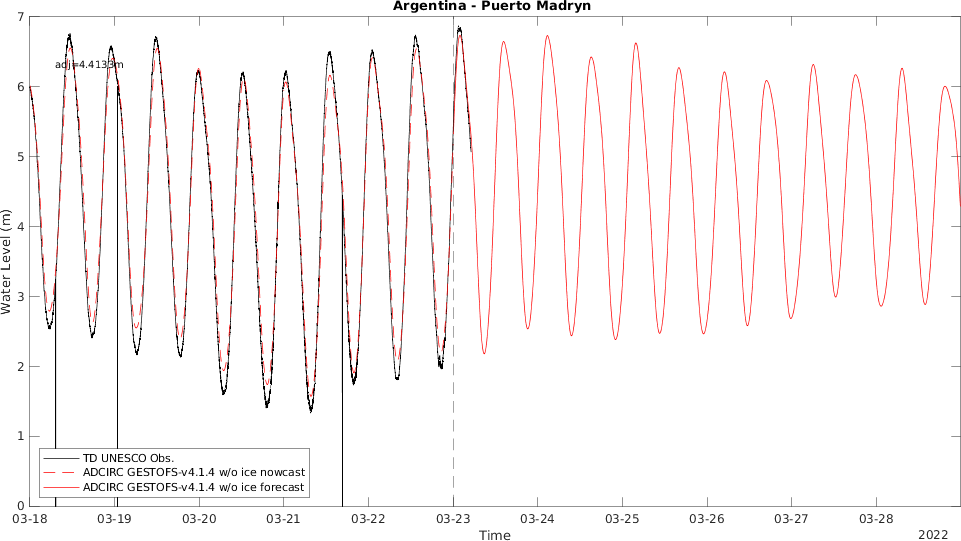 Argentina - Puerto Madryn
7
adj=4.4133m
6
5
4
3
2
1
0
Water Level (m)
TD UNESCO Obs.
ADCIRC GESTOFS-v4.1.4 w/o ice nowcast
ADCIRC GESTOFS-v4.1.4 w/o ice forecast
03-18 03-19 03-20 03-21 03-22 03-23 03-24 03-25 03-26 03-27 03-28
Time
2022